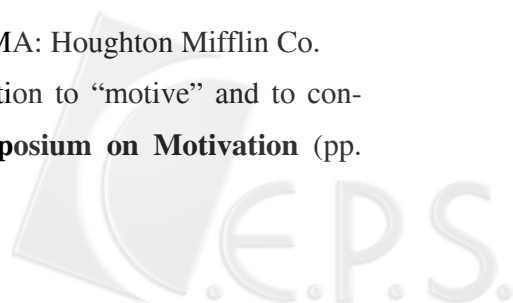 MA: Houghton Mifflin Co.
tion to “motive” and to con-
posium on Motivation (pp.
C.E.P.S.